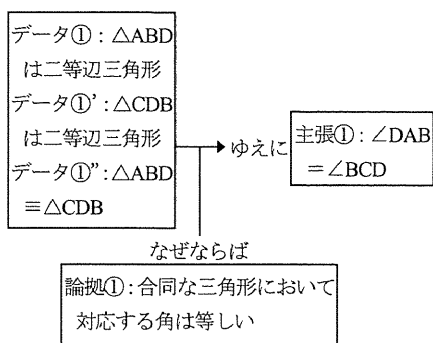 データ①：△ABD
は二等辺三角形
データ①’：△CDB
は二等辺三角形
データ①”：△ABD
≡△CDB
ゆえに
主張①：∠DAB
＝∠BCD
なぜならば
論拠①：合同な三角形において
対応する角は等しい